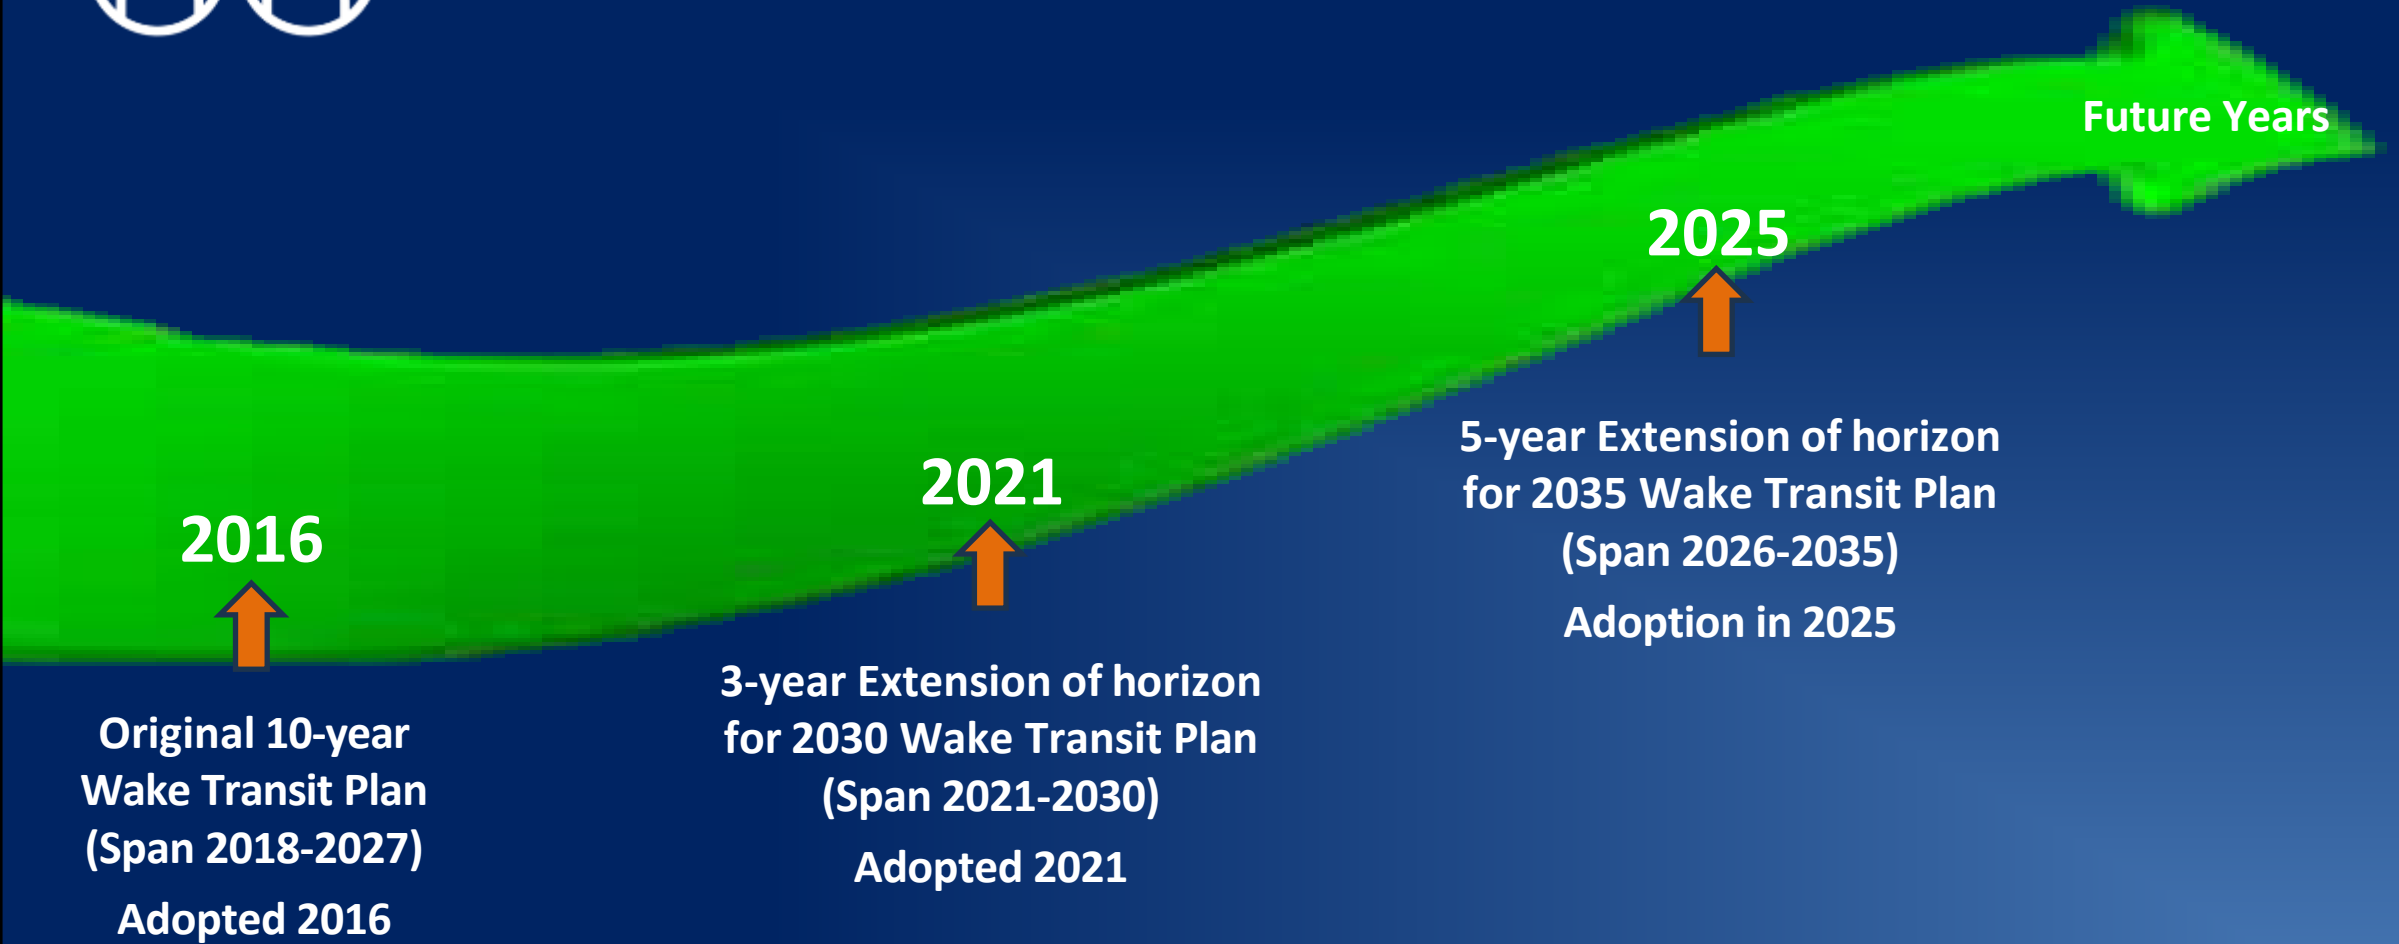 Future Years
2025
5-year Extension of horizon
for 2035 Wake Transit Plan
(Span 2026-2035)
Adoption in 2025
2021
3-year Extension of horizon
for 2030 Wake Transit Plan
(Span 2021-2030)
Adopted 2021
2016
Original 10-year
Wake Transit Plan
(Span 2018-2027)
Adopted 2016